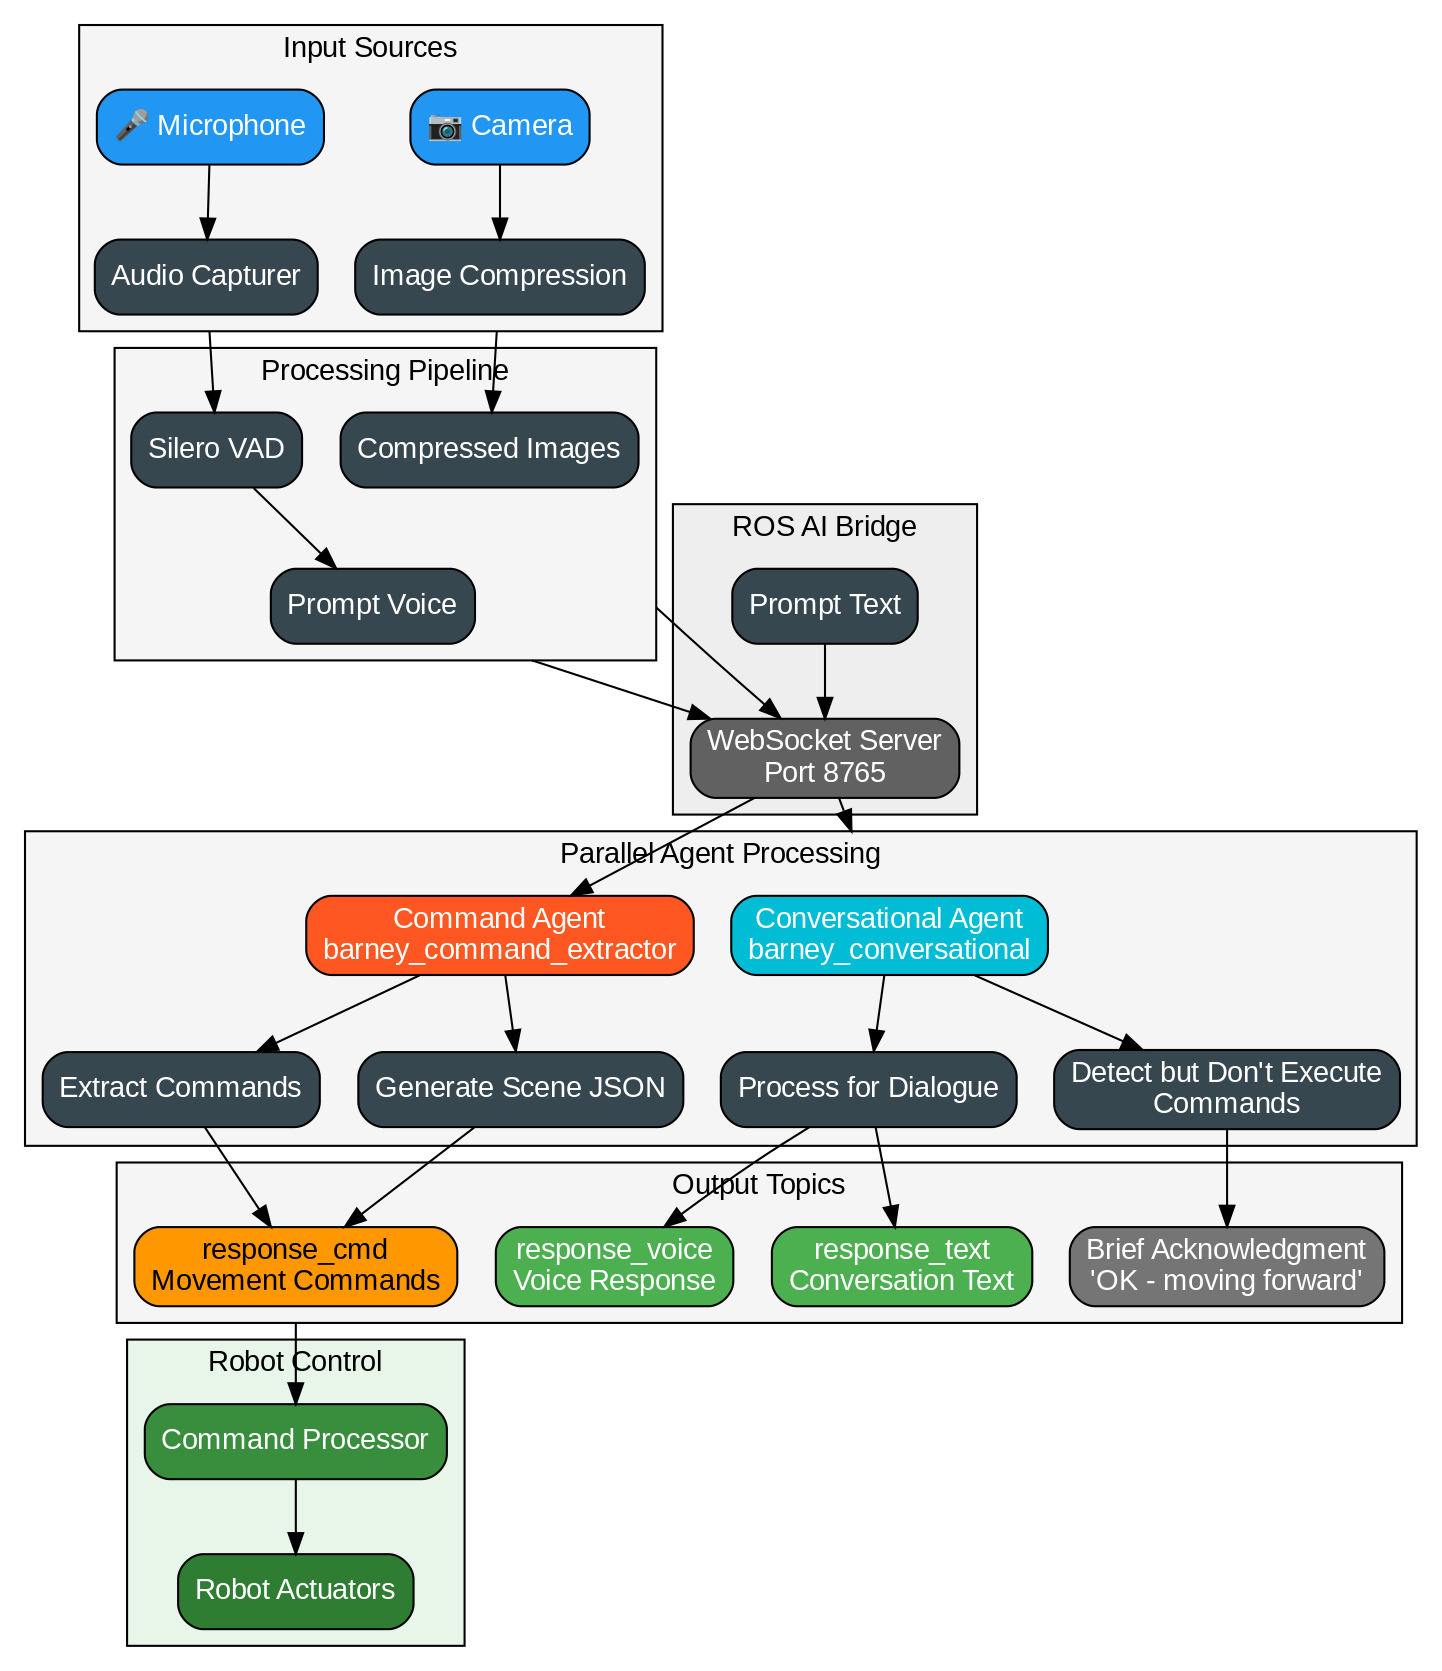 Input Sources
🎤 Microphone
📷 Camera
Audio Capturer
Image Compression
Processing Pipeline
Silero VAD
Compressed Images
Prompt Voice
ROS AI Bridge
Prompt Text
WebSocket Server
Port 8765
Parallel Agent Processing
Command Agent
barney_command_extractor
Conversational Agent
barney_conversational
Extract Commands
Generate Scene JSON
Process for Dialogue
Detect but Don't Execute
Commands
Output Topics
response_cmd
Movement Commands
response_voice
Voice Response
response_text
Conversation Text
Brief Acknowledgment
'OK - moving forward'
Robot Control
Command Processor
Robot Actuators